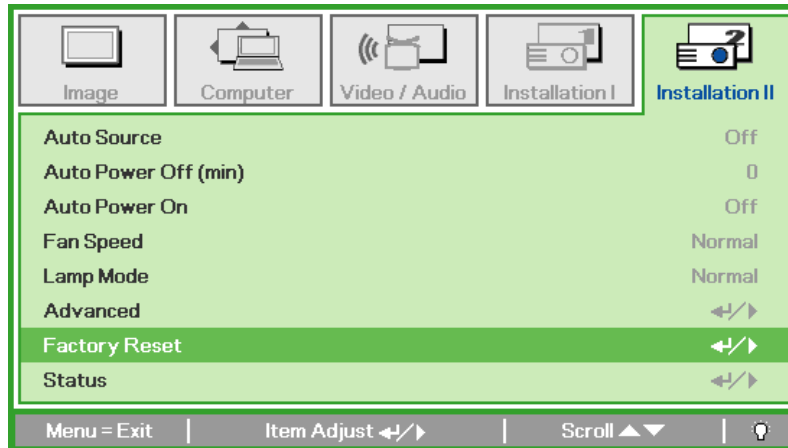 Image Computer Video / Audio Installation I Installation II
Auto Source Off
Auto Power Off (min) 0
Auto Power On Off
Fan Speed Normal
Lamp Mode Normal
Advanced
Factory Reset
Status
Menu = Exit Item Adjust Scroll